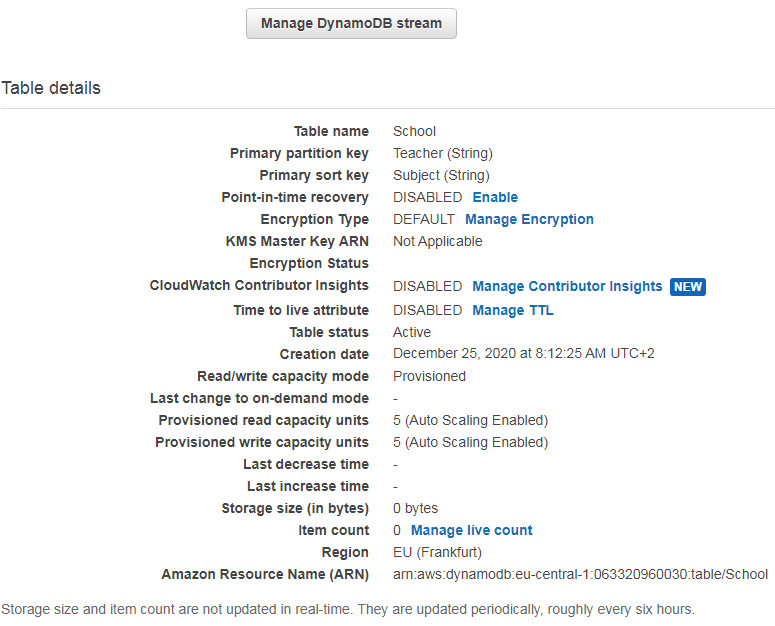 Manage DynamoDB stream
Table details
Table name School
Primary partition key Teacher (String)
Primary sort key Subject (String)
Point-in-time recovery DISABLED Enable
Encryption Type DEFAULT Manage Encryption
KMS Master Key ARN Not Applicable
Encryption Status
CloudWatch Contributor Insights DISABLED Manage Contributor Insights NEW
Time to live attribute DISABLED Manage TTL
Table status Active
Creation date December 25, 2020 at 8:12:25 AM UTC+2
Read/write capacity mode Provisioned
Last change to on-demand mode -
Provisioned read capacity units 5 (Auto Scaling Enabled)
Provisioned write capacity units 5 (Auto Scaling Enabled)
Last decrease time -
Last increase time -
Storage size (in bytes) 0 bytes
Item count 0 Manage live count
Region EU (Frankfurt)
Amazon Resource Name (ARN) arn:aws:dynamodb:eu-central-1:063320960030:table/School
Storage size and item count are not updated in real-time. They are updated periodically, roughly every six hours.